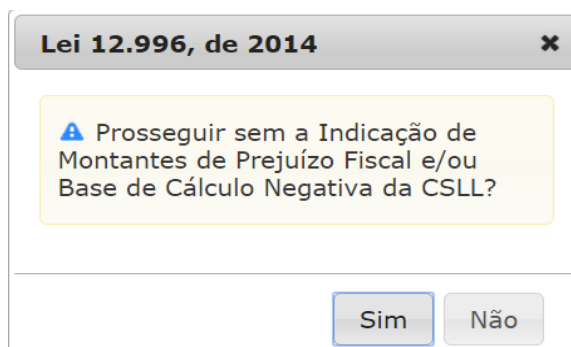 Lei 12.996, de 2014
Prosseguir sem a Indicação de
Montantes de Prejuízo Fiscal e/ou
Base de Cálculo Negativa da CSLL?
Sim
Não